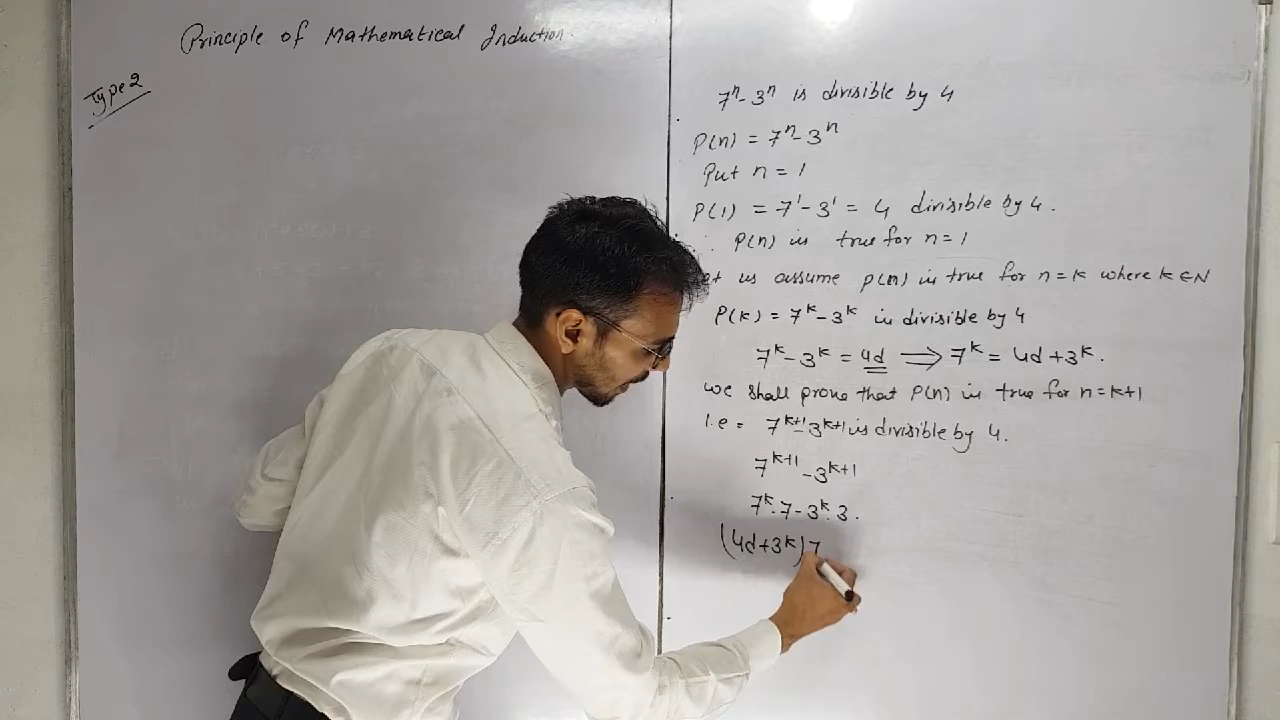 Principle of Mathematical Induction.
Type 2
7ⁿ - 3ⁿ is divisible by 4
P(n) = 7ⁿ - 3ⁿ
Put n = 1
P(1) = 7¹ - 3¹ = 4 divisible by 4.
∴ P(n) is true for n = 1
et us assume P(n) is true for n = k where k ∈ N
P(k) = 7ᵏ - 3ᵏ is divisible by 4
7ᵏ - 3ᵏ = 4d ⟹ 7ᵏ = 4d + 3ᵏ.
we shall prove that P(n) is true for n = k+1
i.e = 7ᵏ⁺¹ - 3ᵏ⁺¹ is divisible by 4.
7ᵏ⁺¹ - 3ᵏ⁺¹
7ᵏ. 7 - 3ᵏ. 3.
(4d + 3ᵏ) 7